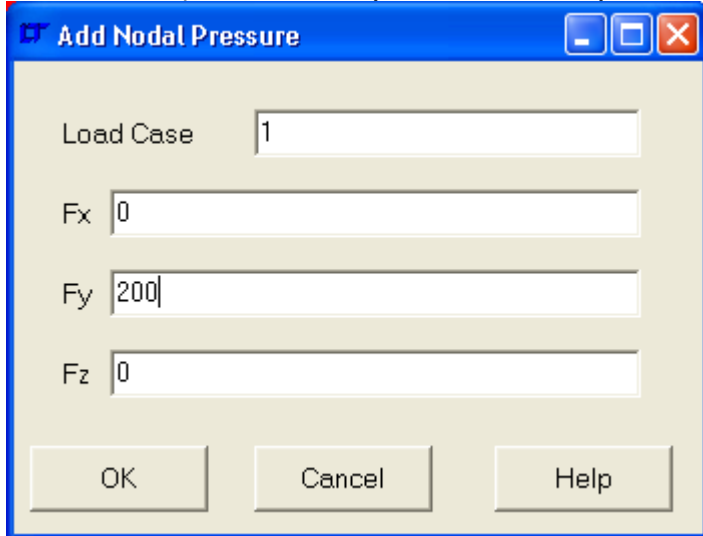 Add Nodal Pressure
Load Case 1
Fx 0
Fy 200
Fz 0
OK Cancel Help